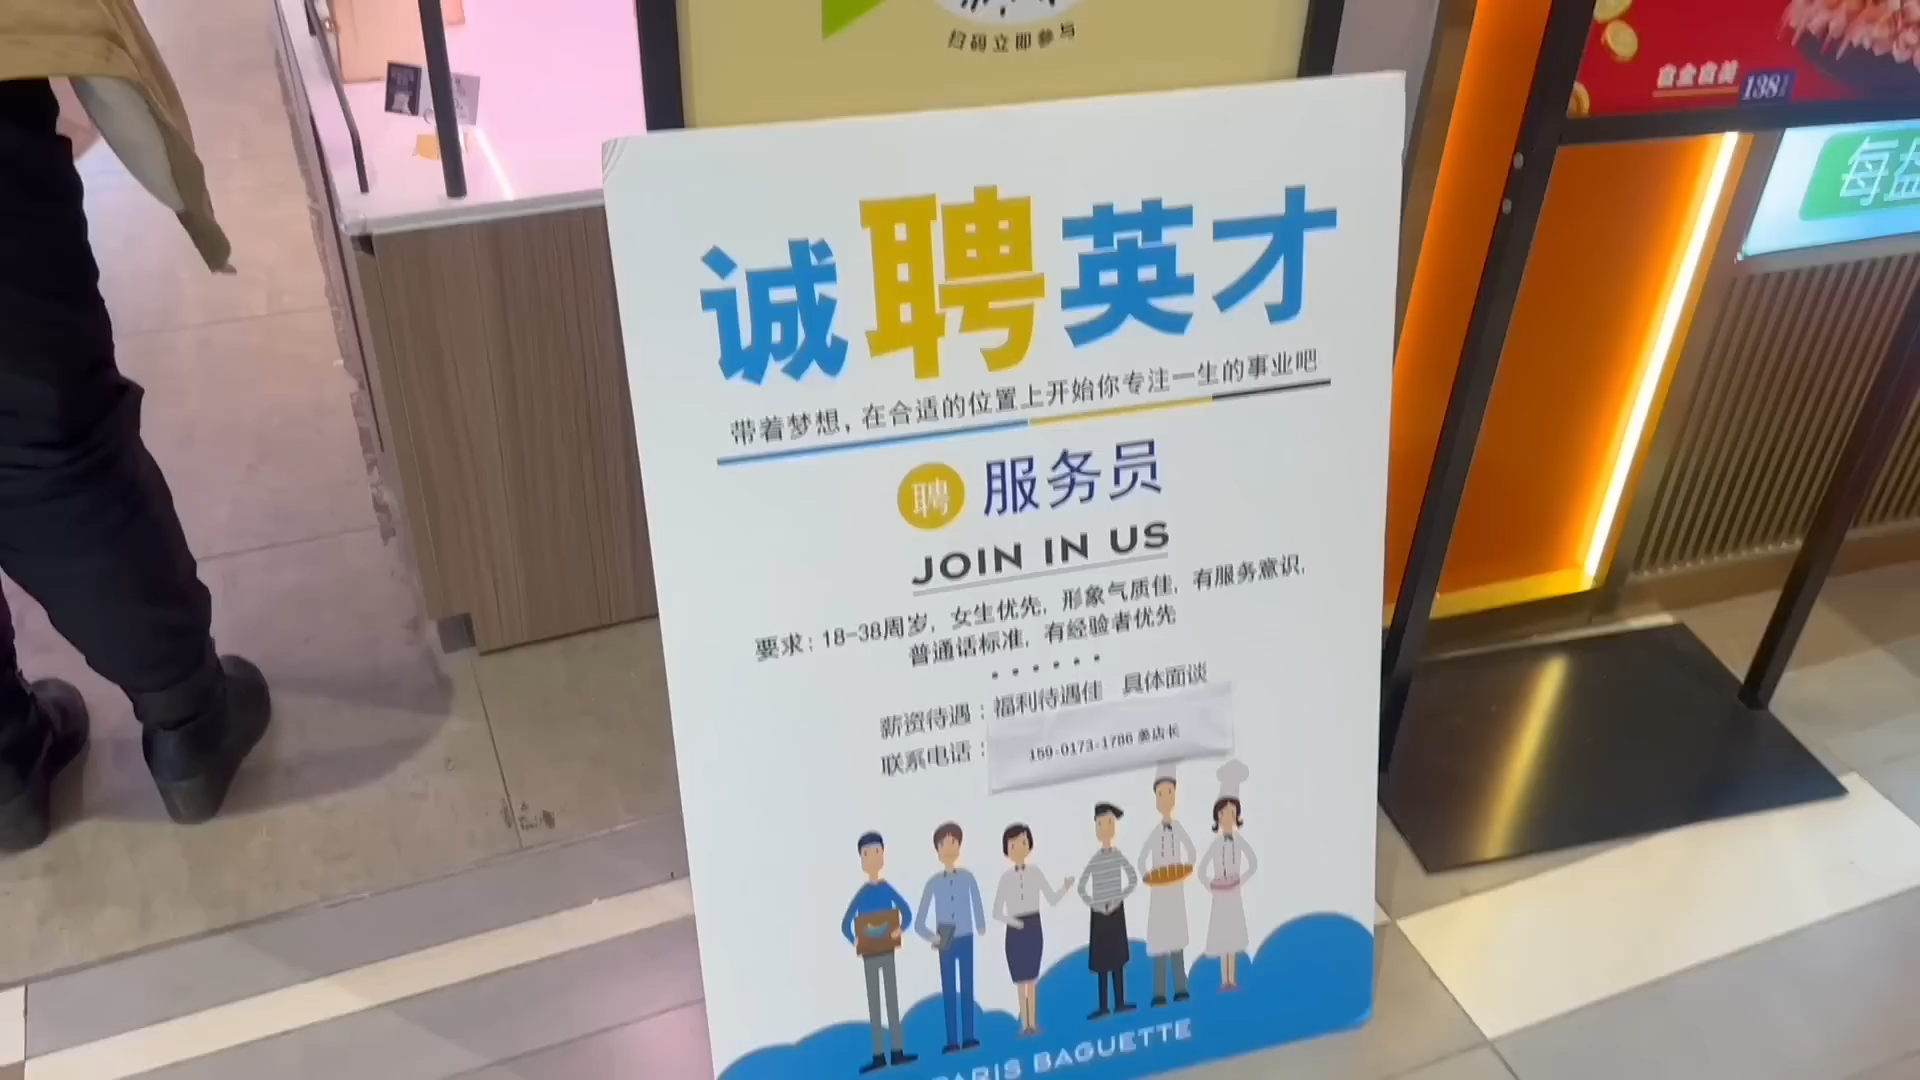 扫码立即参与
138
每盘
诚聘英才
带着梦想，在合适的位置上开始你专注一生的事业吧
聘 服务员
JOIN IN US
要求：18-38周岁，女生优先，形象气质佳，有服务意识，
普通话标准，有经验者优先
······
薪资待遇：福利待遇佳 具体面谈
联系电话：159-0173-1786 姜店长
PARIS BAGUETTE